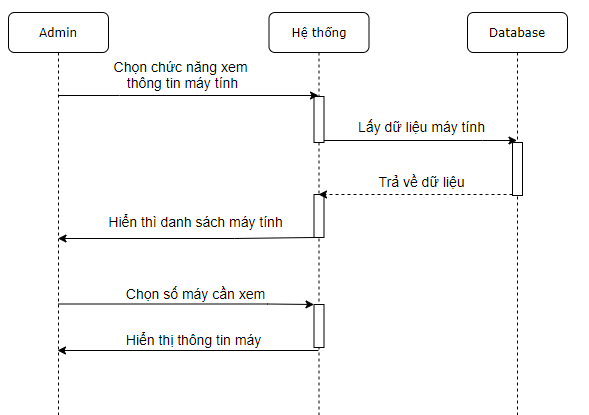 Admin
Hệ thống
Database
Chọn chức năng xem
thông tin máy tính
Lấy dữ liệu máy tính
Trả về dữ liệu
Hiển thì danh sách máy tính
Chọn số máy cần xem
Hiển thị thông tin máy